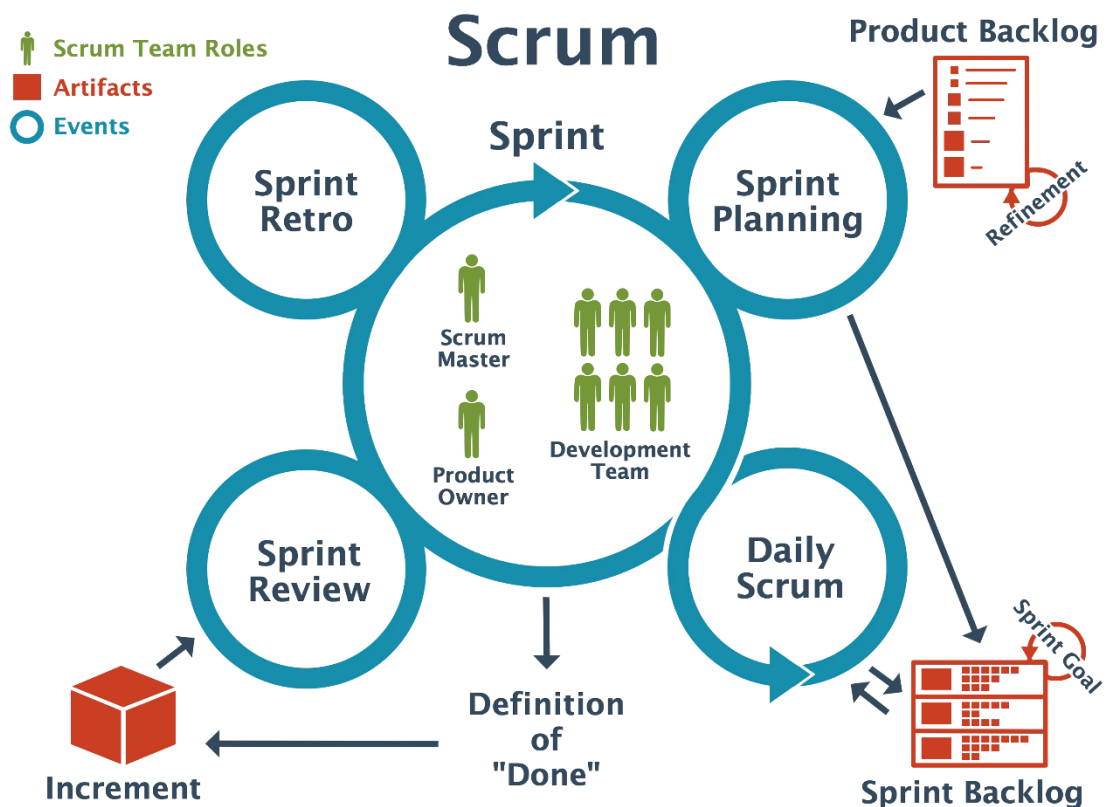 Scrum
Scrum Team Roles
Artifacts
Events
Product Backlog
Refinement
Sprint
Sprint
Retro
Sprint
Planning
Scrum
Master
Product
Owner
Development
Team
Sprint
Review
Daily
Scrum
Sprint Goal
Increment
Definition
of
"Done"
Sprint Backlog